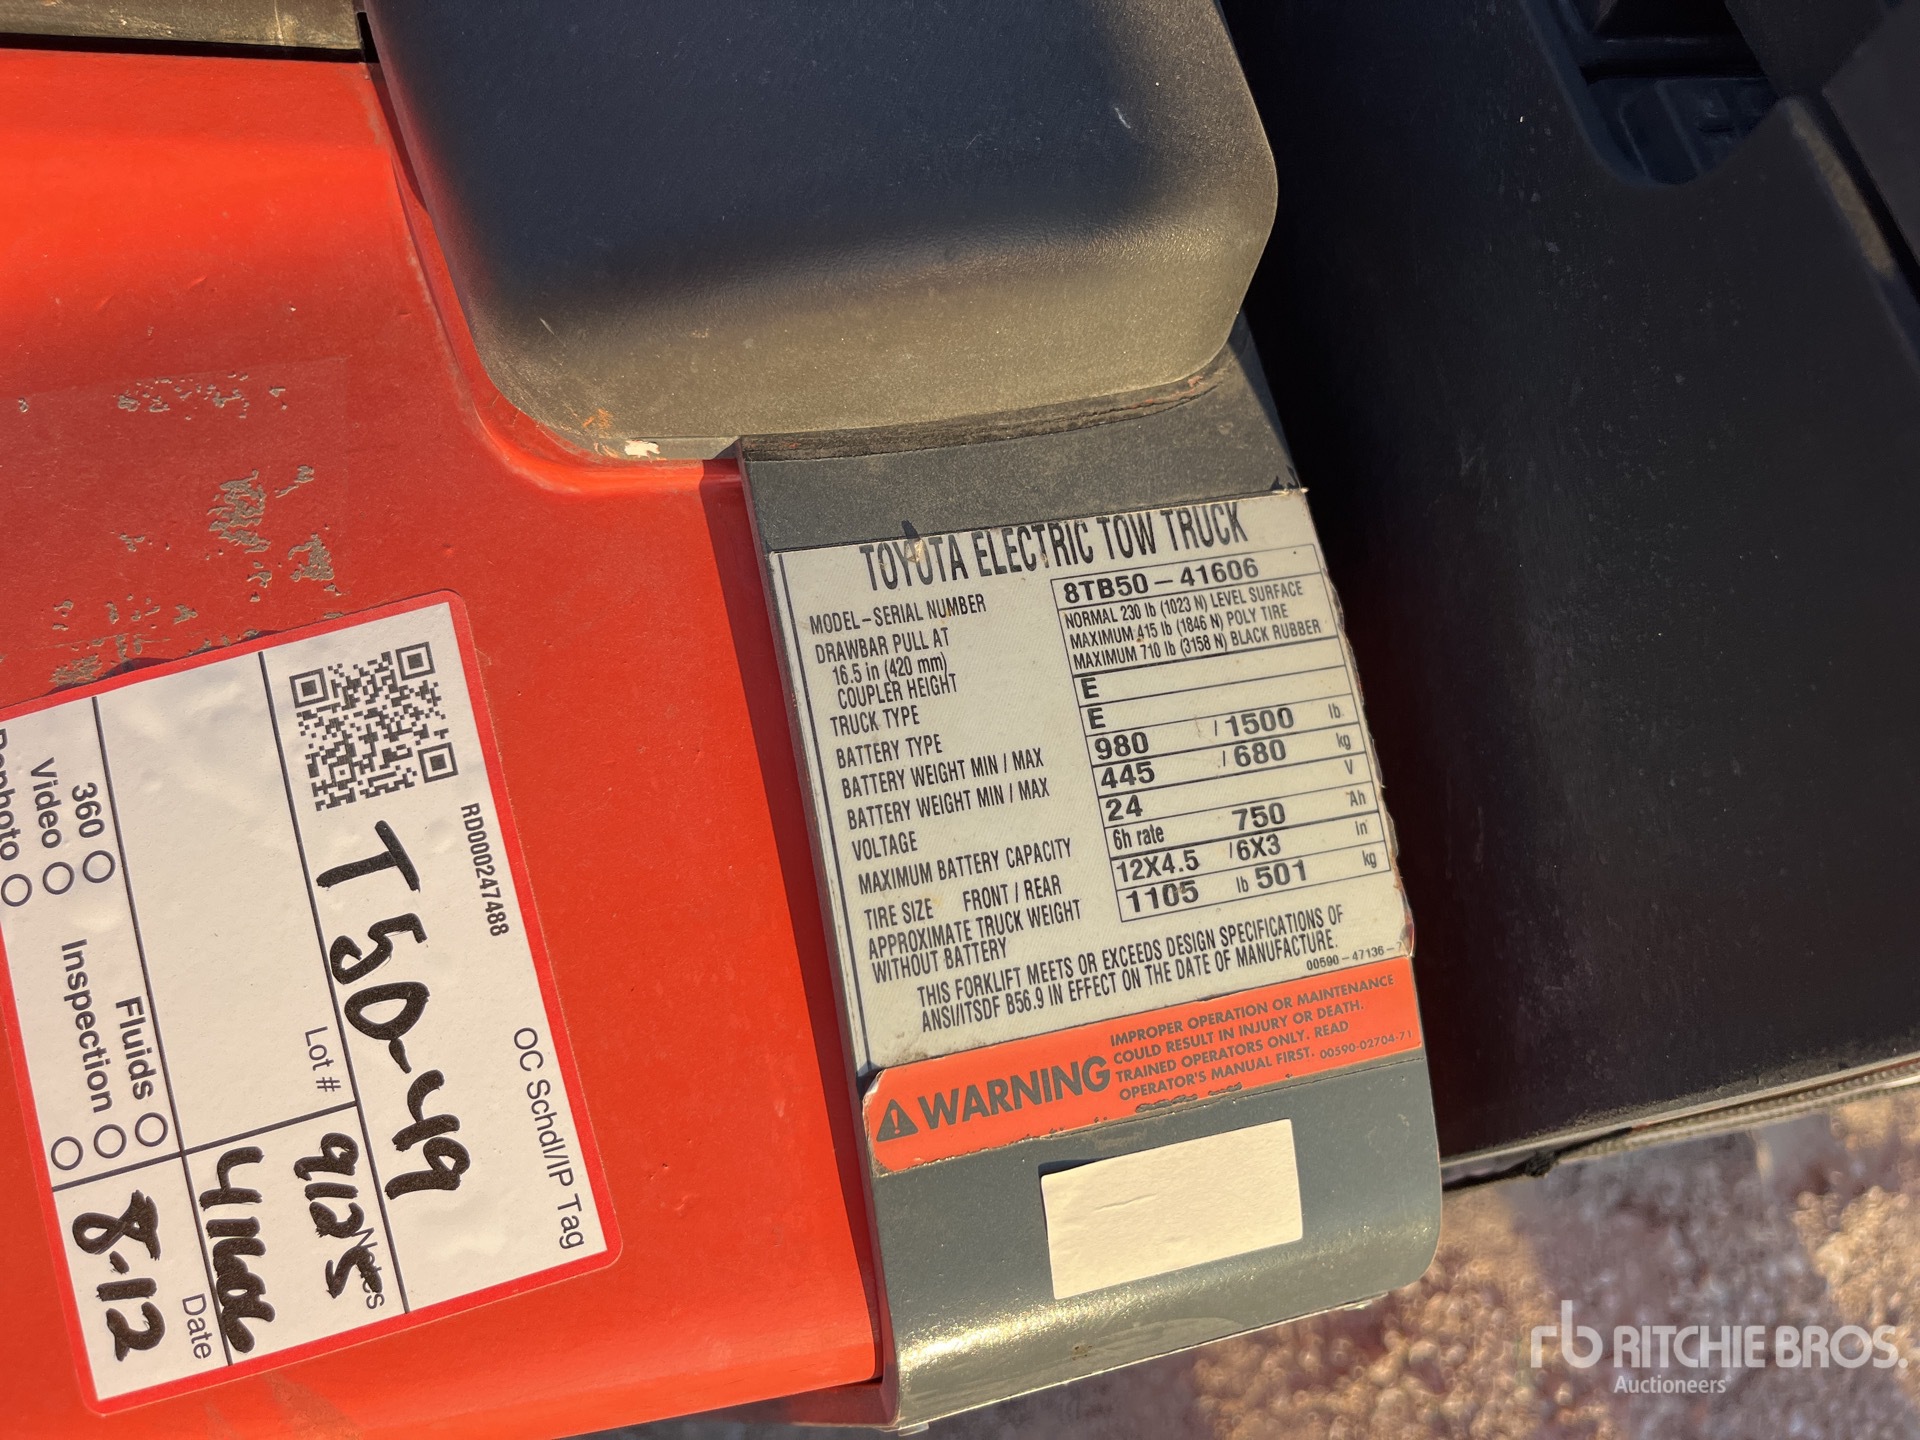 TOYOTA ELECTRIC TOW TRUCK
MODEL-SERIAL NUMBER 8TB50-41606
DRAWBAR PULL AT
16.5 in (420 mm)
COUPLER HEIGHT
NORMAL 230 lb (1023 N) LEVEL SURFACE
MAXIMUM 415 lb (1846 N) POLY TIRE
MAXIMUM 710 lb (3158 N) BLACK RUBBER
TRUCK TYPE E
BATTERY TYPE E
BATTERY WEIGHT MIN / MAX 980 / 1500 lb
BATTERY WEIGHT MIN / MAX 445 / 680 kg
VOLTAGE 24 V
MAXIMUM BATTERY CAPACITY 6h rate 750 Ah
TIRE SIZE FRONT / REAR 12X4.5 / 6X3 in
APPROXIMATE TRUCK WEIGHT
WITHOUT BATTERY
1105 lb 501 kg
THIS FORKLIFT MEETS OR EXCEEDS DESIGN SPECIFICATIONS OF
ANSI/ITSDF B56.9 IN EFFECT ON THE DATE OF MANUFACTURE.
00590-47136-7
WARNING
IMPROPER OPERATION OR MAINTENANCE
COULD RESULT IN INJURY OR DEATH.
TRAINED OPERATORS ONLY. READ
OPERATOR'S MANUAL FIRST. 00590-02704-71
RD000247488
OC Schdl/IP Tag
T50-49
Lot #
9125
Notes
360
Video
Fluids
Inspection
Date
8-12
RITCHIE BROS.
Auctioneers